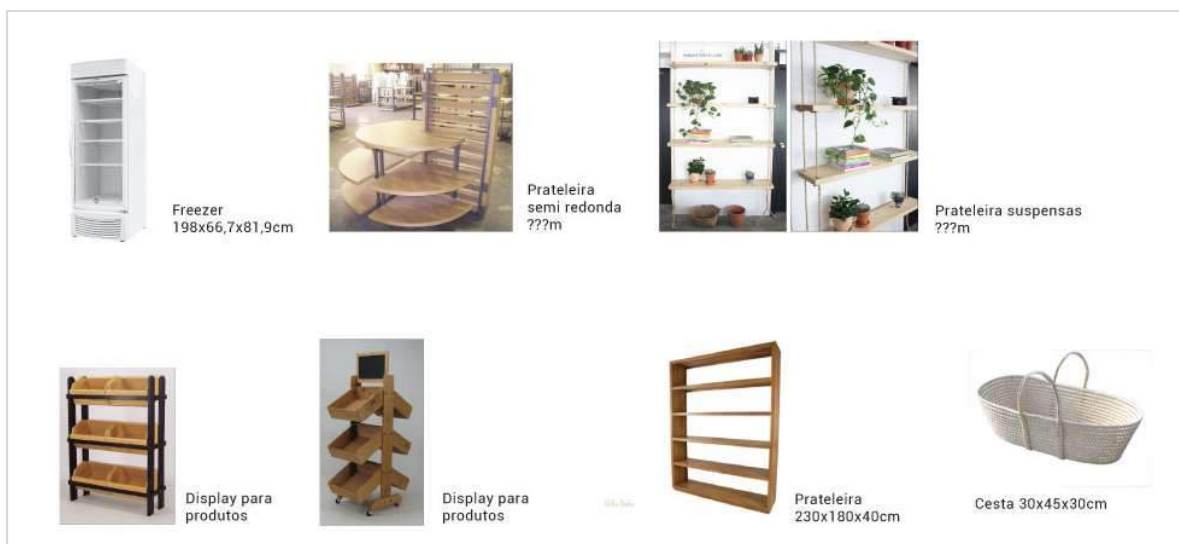 Freezer
198x66,7x81,9cm
Prateleira
semi redonda
???m
Prateleira suspensas
???m
Display para
produtos
Display para
produtos
Prateleira
230x180x40cm
Cesta 30x45x30cm